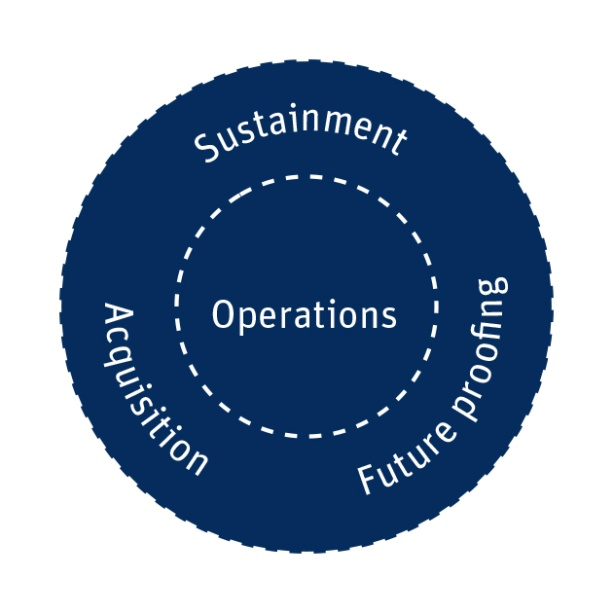 Sustainment
Operations
Acquisition
Future proofing